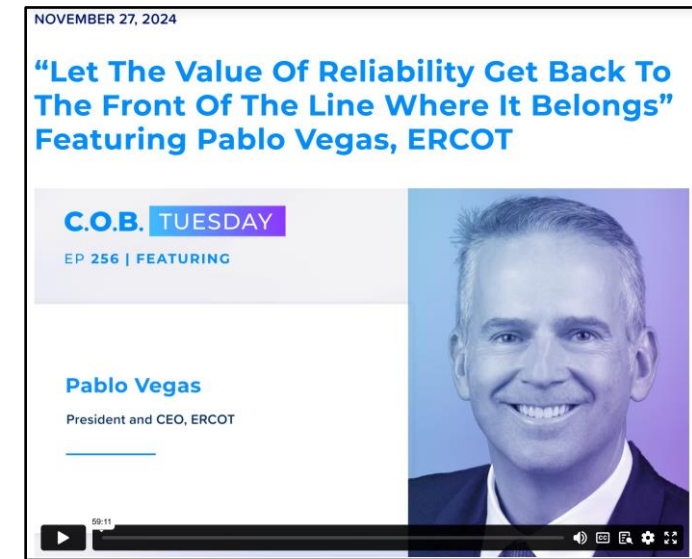 NOVEMBER 27, 2024
“Let The Value Of Reliability Get Back To
The Front Of The Line Where It Belongs”
Featuring Pablo Vegas, ERCOT
C.O.B. TUESDAY
EP 256 | FEATURING
Pablo Vegas
President and CEO, ERCOT
59:11
CC